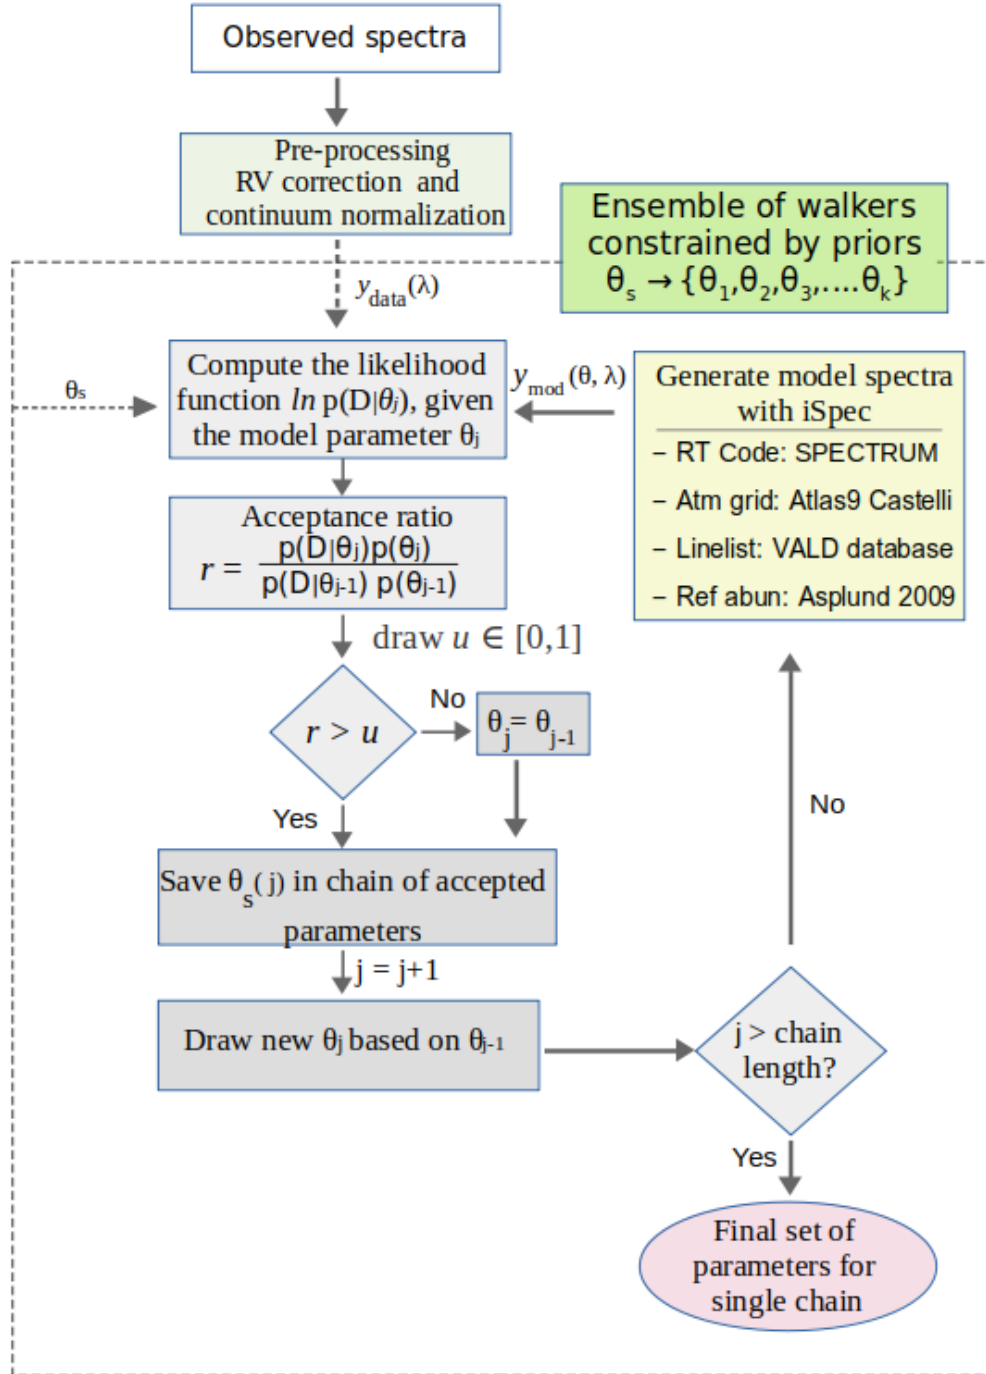 Observed spectra
Pre-processing
RV correction and
continuum normalization
Ensemble of walkers
constrained by priors
θs → {θ1,θ2,θ3,....θk}
ydata(λ)
θs
Compute the likelihood
function ln p(D|θj), given
the model parameter θj
ymod(θ, λ)
Generate model spectra
with iSpec
– RT Code: SPECTRUM
– Atm grid: Atlas9 Castelli
– Linelist: VALD database
– Ref abun: Asplund 2009
Acceptance ratio
r = p(D|θj)p(θj) / p(D|θj-1) p(θj-1)
draw u ∈ [0,1]
r > u
No
θj= θj-1
Yes
Save θs(j) in chain of accepted
parameters
j = j+1
Draw new θj based on θj-1
j > chain
length?
No
Yes
Final set of
parameters for
single chain